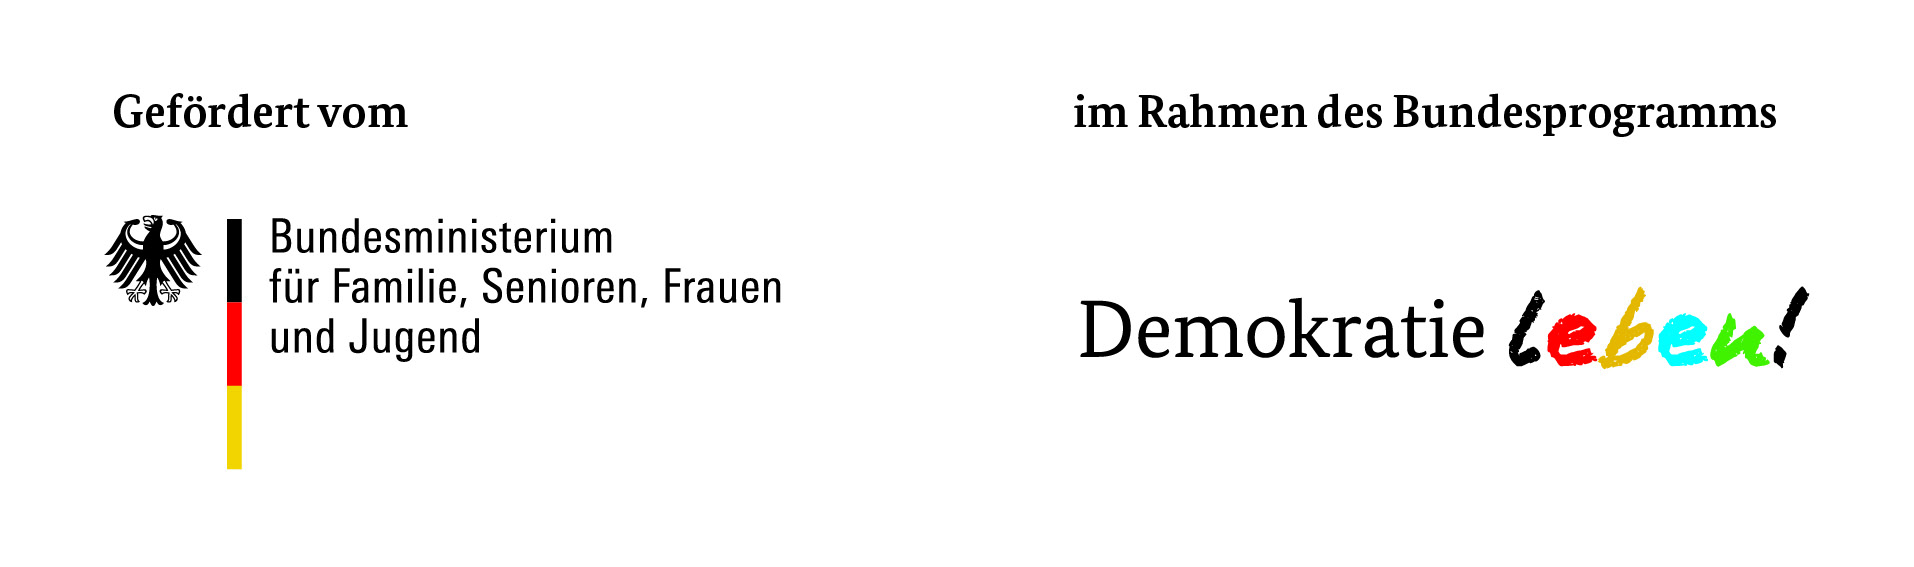 Gefördert vom
im Rahmen des Bundesprogramms
Bundesministerium
für Familie, Senioren, Frauen
und Jugend
Demokratie Leben!